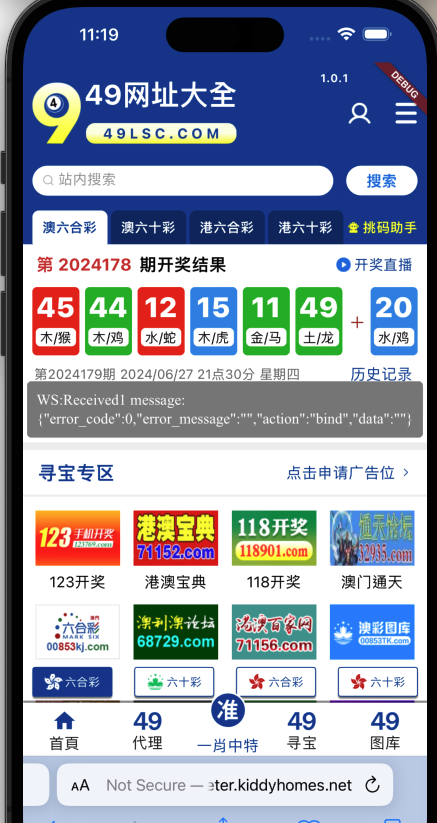 11:19
1.0.1
DEBUG
49网址大全
49LSC.COM
站内搜索
搜索
澳六合彩 澳六十彩 港六合彩 港六十彩 挑码助手
第 2024178 期开奖结果 开奖直播
45 44 12 15 11 49 + 20
木/猴 木/鸡 水/蛇 木/虎 金/马 土/龙 水/鸡
第2024179期 2024/06/27 21点30分 星期四 历史记录
WS:Received1 message:
{"error_code":0,"error_message":"","action":"bind","data":""}
寻宝专区 点击申请广告位
123手机开奖 港澳宝典 118开奖 通天论坛
123769.com 71152.com 118901.com 32935.com
123开奖 港澳宝典 118开奖 澳门通天
六合彩 澳利澳论坛 港澳百家网 澳彩图库
MARK SIX
00853kj.com 68729.com 71156.com 00853TK.com
六合彩 六十彩 六合彩 六十彩
准
49 49 49
首頁 代理 一肖中特 寻宝 图库
AA Not Secure — eter.kiddyhomes.net